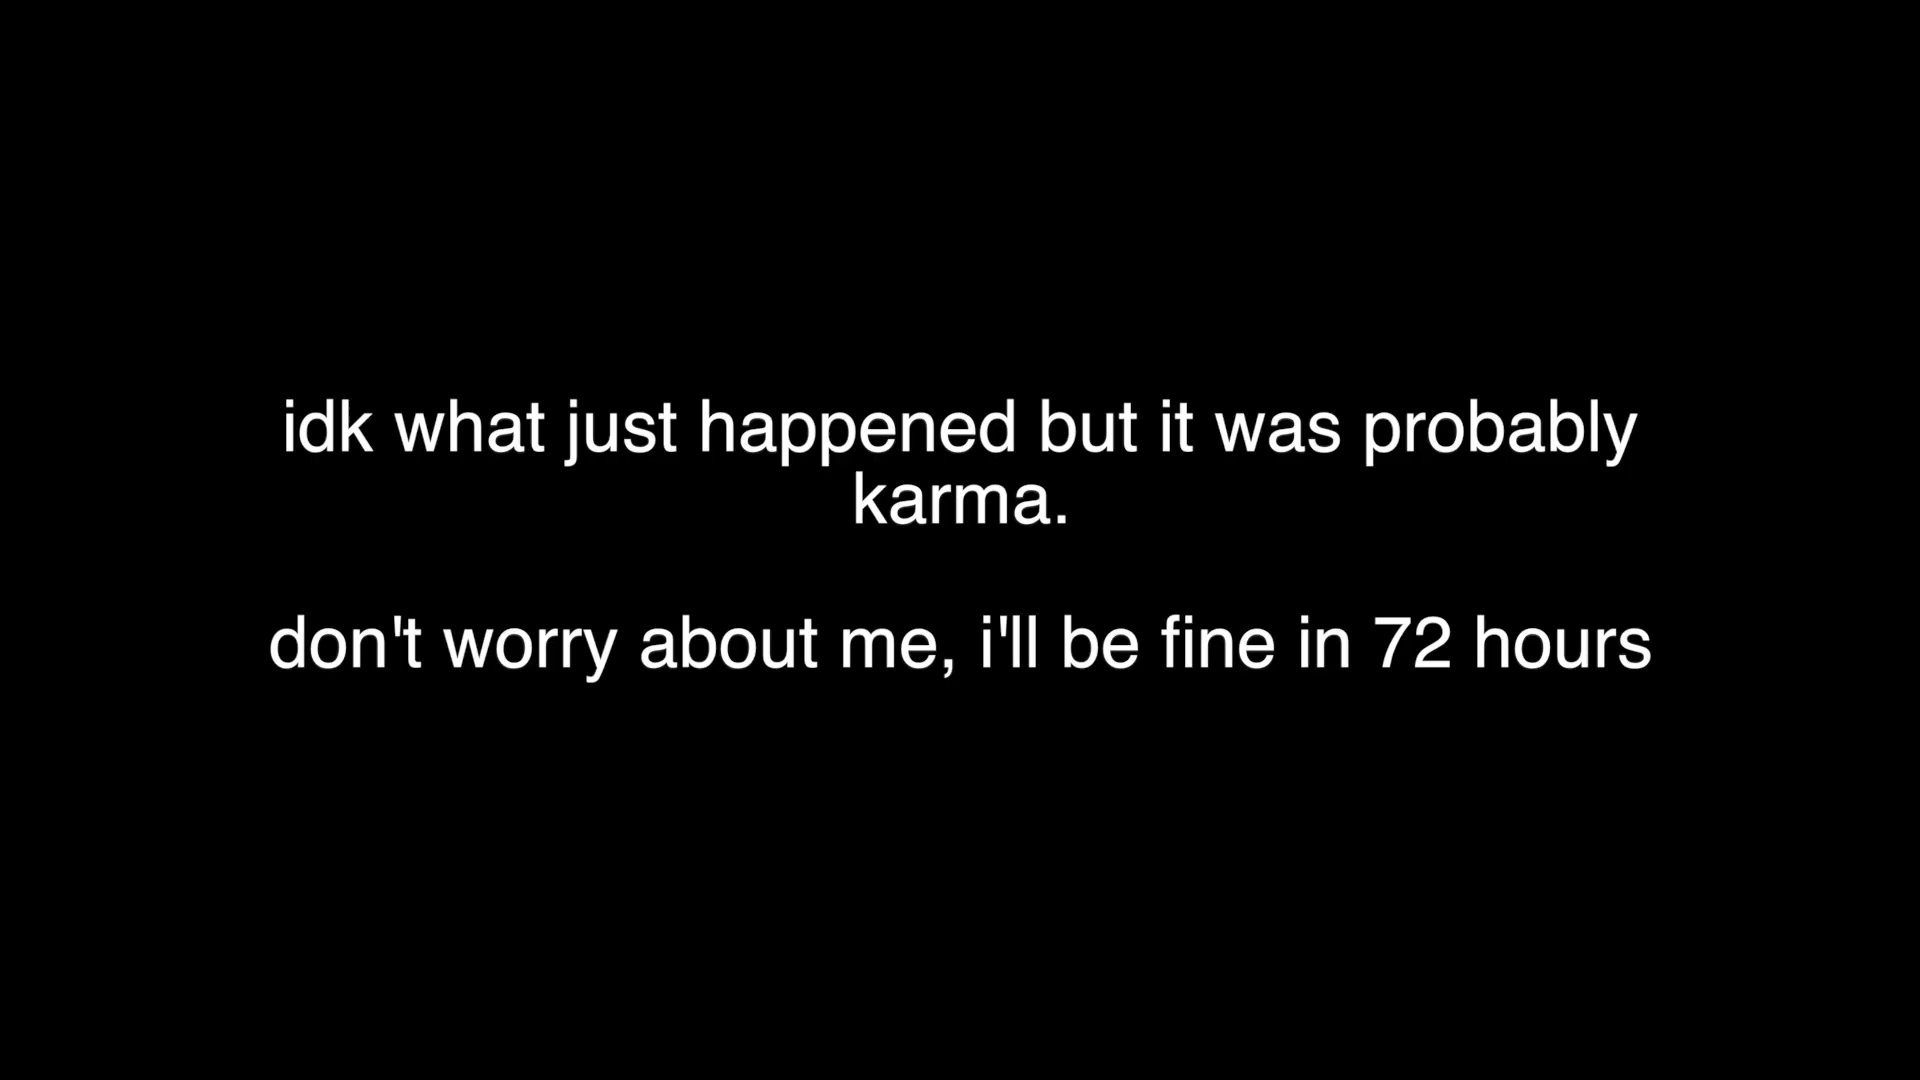 idk what just happened but it was probably
karma.
don't worry about me, i'll be fine in 72 hours